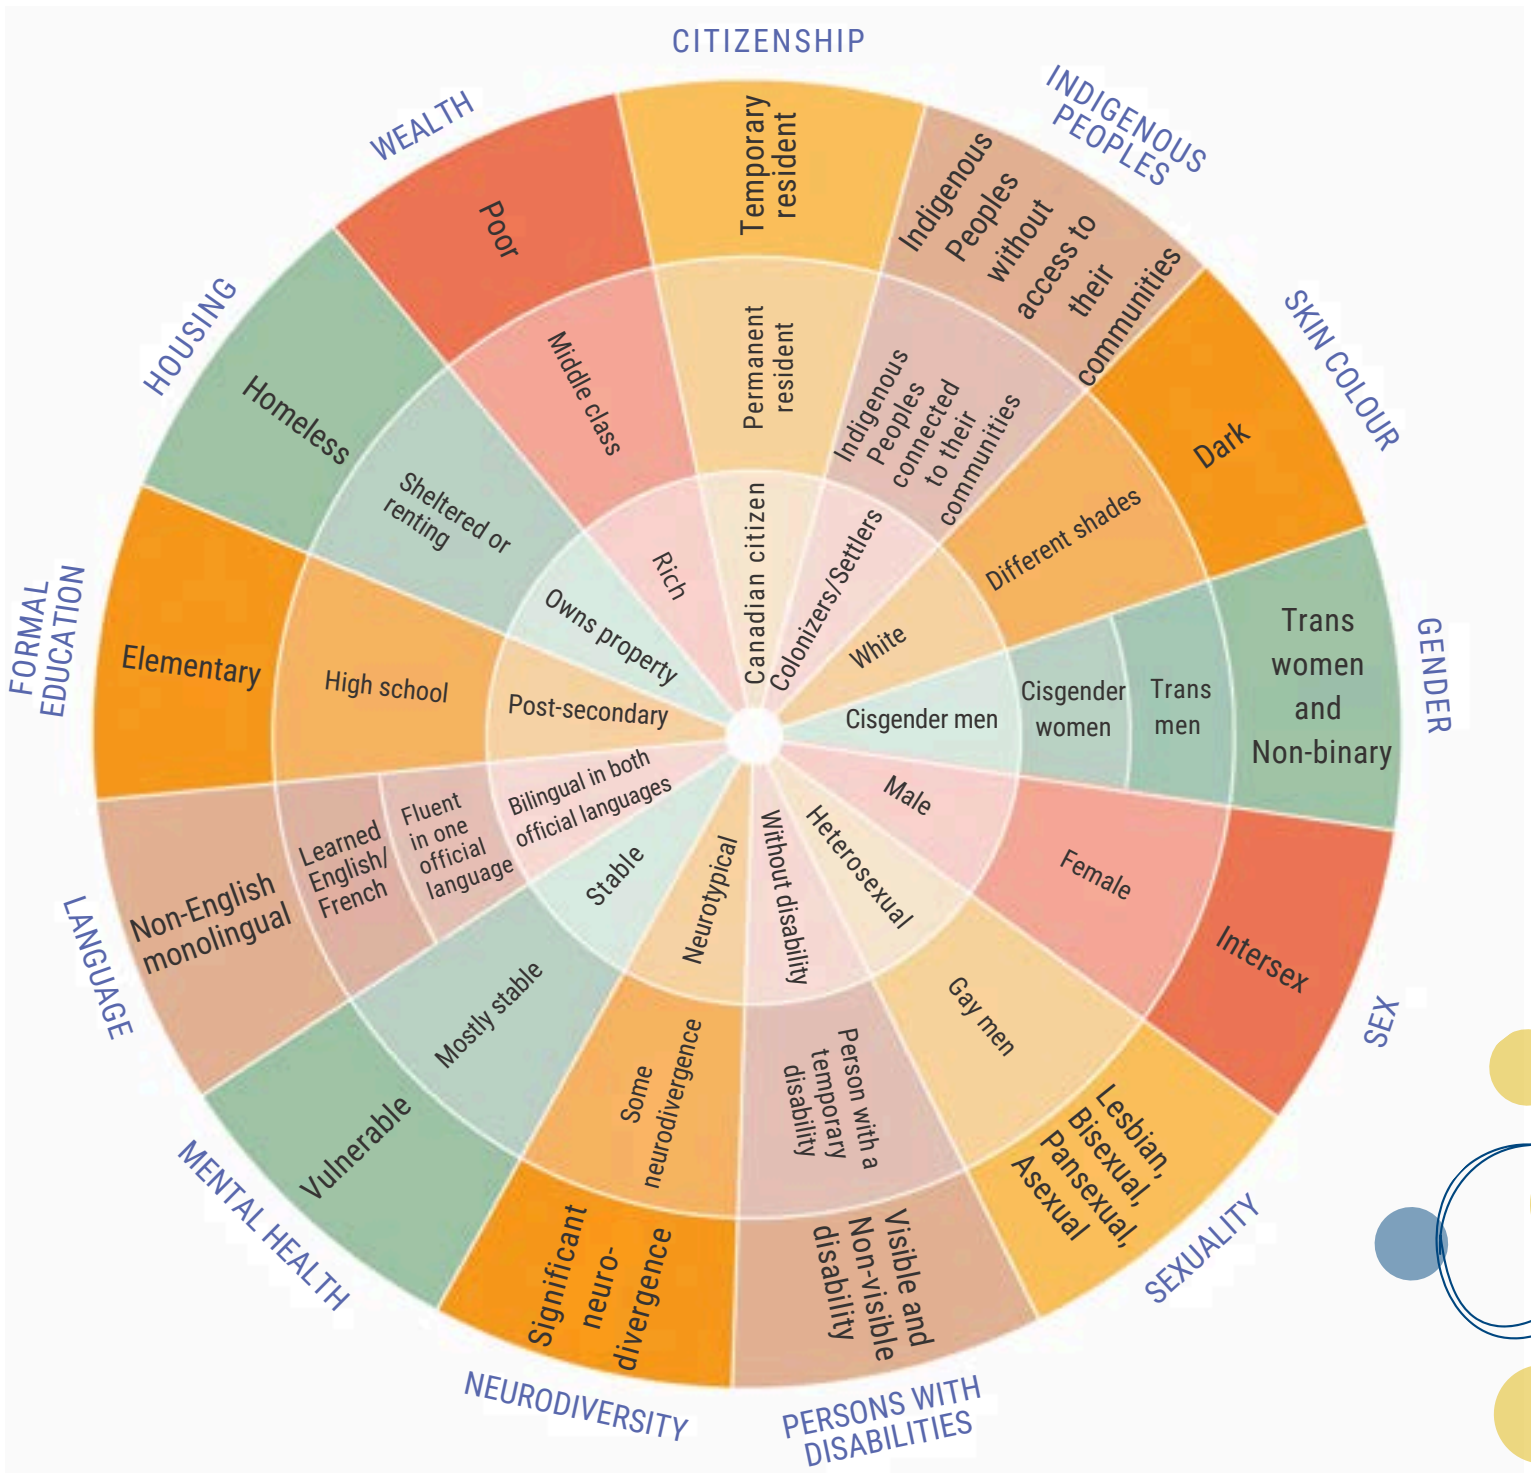 CITIZENSHIP
Temporary
resident
Permanent
resident
Canadian citizen
INDIGENOUS
PEOPLES
Indigenous
Peoples
without
access to
their
communities
Indigenous
Peoples
connected
to their
communities
Colonizers/Settlers
SKIN COLOUR
Dark
Different shades
White
GENDER
Trans
women
and
Non-binary
Trans
men
Cisgender
women
Cisgender men
SEX
Intersex
Female
Male
SEXUALITY
Lesbian,
Bisexual,
Pansexual,
Asexual
Gay men
Heterosexual
PERSONS WITH
DISABILITIES
Visible and
Non-visible
disability
Person with a
temporary
disability
Without disability
NEURODIVERSITY
Significant
neuro-
divergence
Some
neurodivergence
Neurotypical
MENTAL HEALTH
Vulnerable
Mostly stable
Stable
LANGUAGE
Non-English
monolingual
Learned
English/
French
Fluent
in one
official
language
Bilingual in both
official languages
FORMAL
EDUCATION
Elementary
High school
Post-secondary
HOUSING
Homeless
Sheltered or
renting
Owns property
WEALTH
Poor
Middle class
Rich